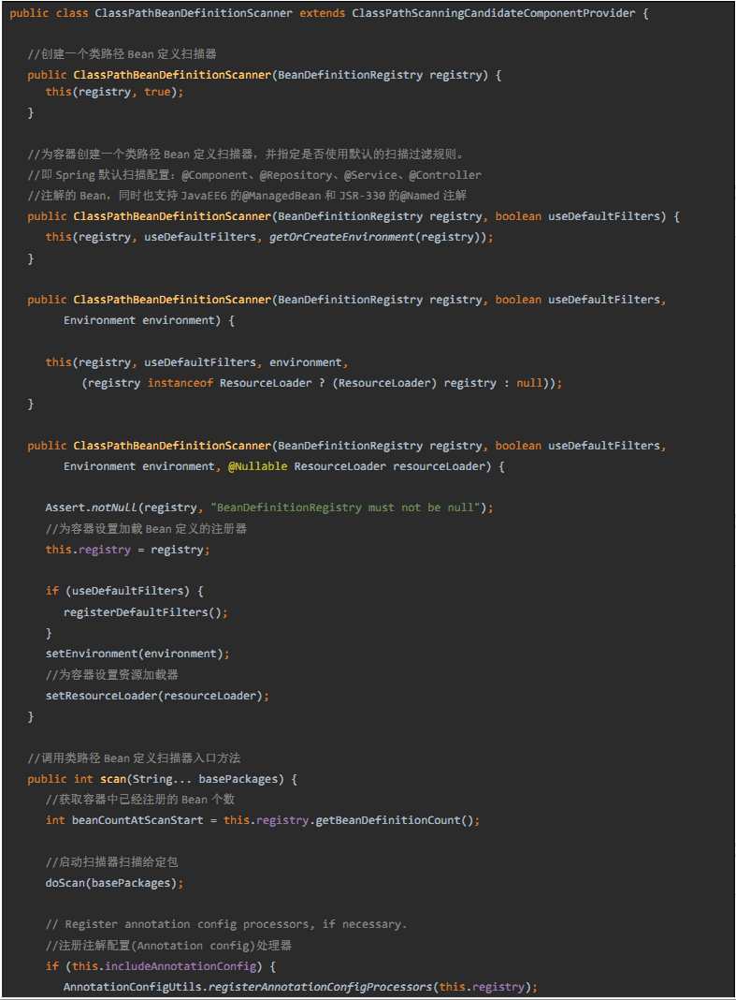 public class ClassPathBeanDefinitionScanner extends ClassPathScanningCandidateComponentProvider {
//创建一个类路径 Bean 定义扫描器
public ClassPathBeanDefinitionScanner(BeanDefinitionRegistry registry) {
this(registry, true);
}
//为容器创建一个类路径 Bean 定义扫描器，并指定是否使用默认的扫描过滤规则。
//即 Spring 默认扫描配置：@Component、@Repository、@Service、@Controller
//注解的 Bean，同时也支持 JavaEE6 的@ManagedBean 和 JSR-330 的@Named 注解
public ClassPathBeanDefinitionScanner(BeanDefinitionRegistry registry, boolean useDefaultFilters) {
this(registry, useDefaultFilters, getOrCreateEnvironment(registry));
}
public ClassPathBeanDefinitionScanner(BeanDefinitionRegistry registry, boolean useDefaultFilters,
Environment environment) {
this(registry, useDefaultFilters, environment,
(registry instanceof ResourceLoader ? (ResourceLoader) registry : null));
}
public ClassPathBeanDefinitionScanner(BeanDefinitionRegistry registry, boolean useDefaultFilters,
Environment environment, @Nullable ResourceLoader resourceLoader) {
Assert.notNull(registry, "BeanDefinitionRegistry must not be null");
//为容器设置加载 Bean 定义的注册器
this.registry = registry;
if (useDefaultFilters) {
registerDefaultFilters();
}
setEnvironment(environment);
//为容器设置资源加载器
setResourceLoader(resourceLoader);
}
//调用类路径 Bean 定义扫描器入口方法
public int scan(String... basePackages) {
//获取容器中已经注册的 Bean 个数
int beanCountAtScanStart = this.registry.getBeanDefinitionCount();
//启动扫描器扫描给定包
doScan(basePackages);
// Register annotation config processors, if necessary.
//注册注解配置(Annotation config)处理器
if (this.includeAnnotationConfig) {
AnnotationConfigUtils.registerAnnotationConfigProcessors(this.registry);